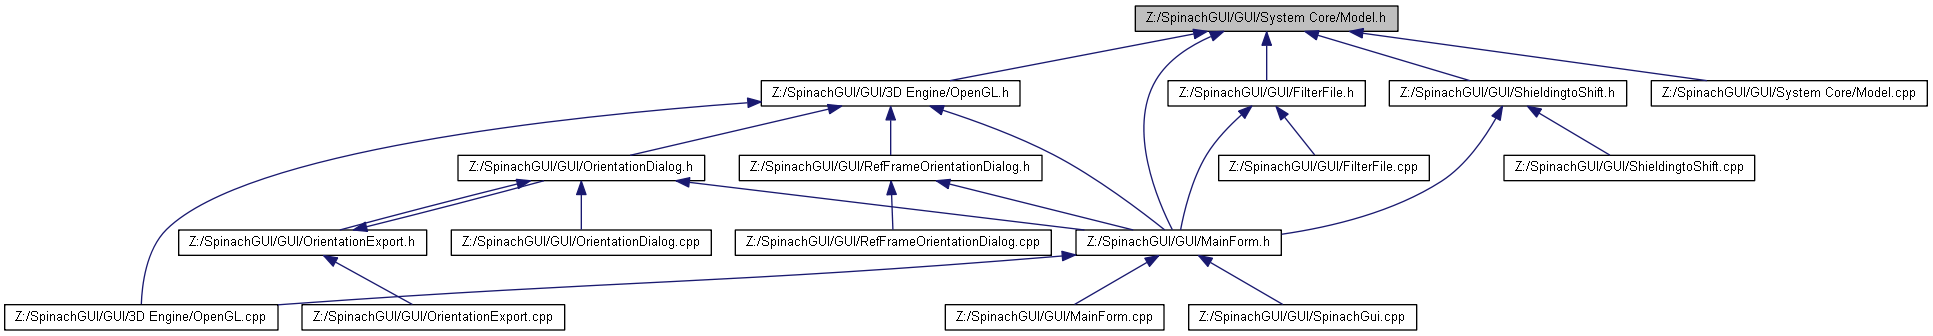 Z:/SpinachGUI/GUI/System Core/Model.h
Z:/SpinachGUI/GUI/3D Engine/OpenGL.h
Z:/SpinachGUI/GUI/FilterFile.h
Z:/SpinachGUI/GUI/ShieldingtoShift.h
Z:/SpinachGUI/GUI/System Core/Model.cpp
Z:/SpinachGUI/GUI/OrientationDialog.h
Z:/SpinachGUI/GUI/RefFrameOrientationDialog.h
Z:/SpinachGUI/GUI/FilterFile.cpp
Z:/SpinachGUI/GUI/ShieldingtoShift.cpp
Z:/SpinachGUI/GUI/OrientationExport.h
Z:/SpinachGUI/GUI/OrientationDialog.cpp
Z:/SpinachGUI/GUI/RefFrameOrientationDialog.cpp
Z:/SpinachGUI/GUI/MainForm.h
Z:/SpinachGUI/GUI/3D Engine/OpenGL.cpp
Z:/SpinachGUI/GUI/OrientationExport.cpp
Z:/SpinachGUI/GUI/MainForm.cpp
Z:/SpinachGUI/GUI/SpinachGui.cpp